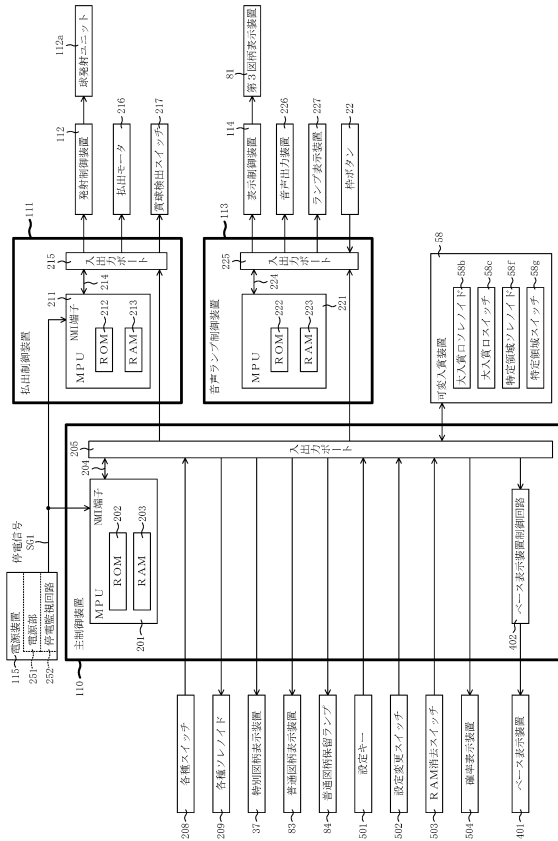 115
電源装置
251
電源部
252
停電監視回路
停電信号
SG1
110
主制御装置
201
MPU
NMI端子
ROM
202
RAM
203
204
205
入出力ポート
402
ベース表示装置制御回路
208
各種スイッチ
209
各種ソレノイド
37
特別図柄表示装置
83
普通図柄表示装置
84
普通図柄保留ランプ
501
設定キー
502
設定変更スイッチ
503
RAM消去スイッチ
504
確率表示装置
401
ベース表示装置
111
払出制御装置
211
NMI端子
MPU
ROM
212
RAM
213
214
215
入出力ポート
112
発射制御装置
112a
球発射ユニット
216
払出モータ
217
賞球検出スイッチ
113
音声ランプ制御装置
221
MPU
ROM
222
RAM
223
224
225
入出力ポート
114
表示制御装置
81
第3図柄表示装置
226
音声出力装置
227
ランプ表示装置
22
枠ボタン
58
可変入賞装置
大入賞口ソレノイド
58b
大入賞口スイッチ
58c
特定領域ソレノイド
58f
特定領域スイッチ
58g